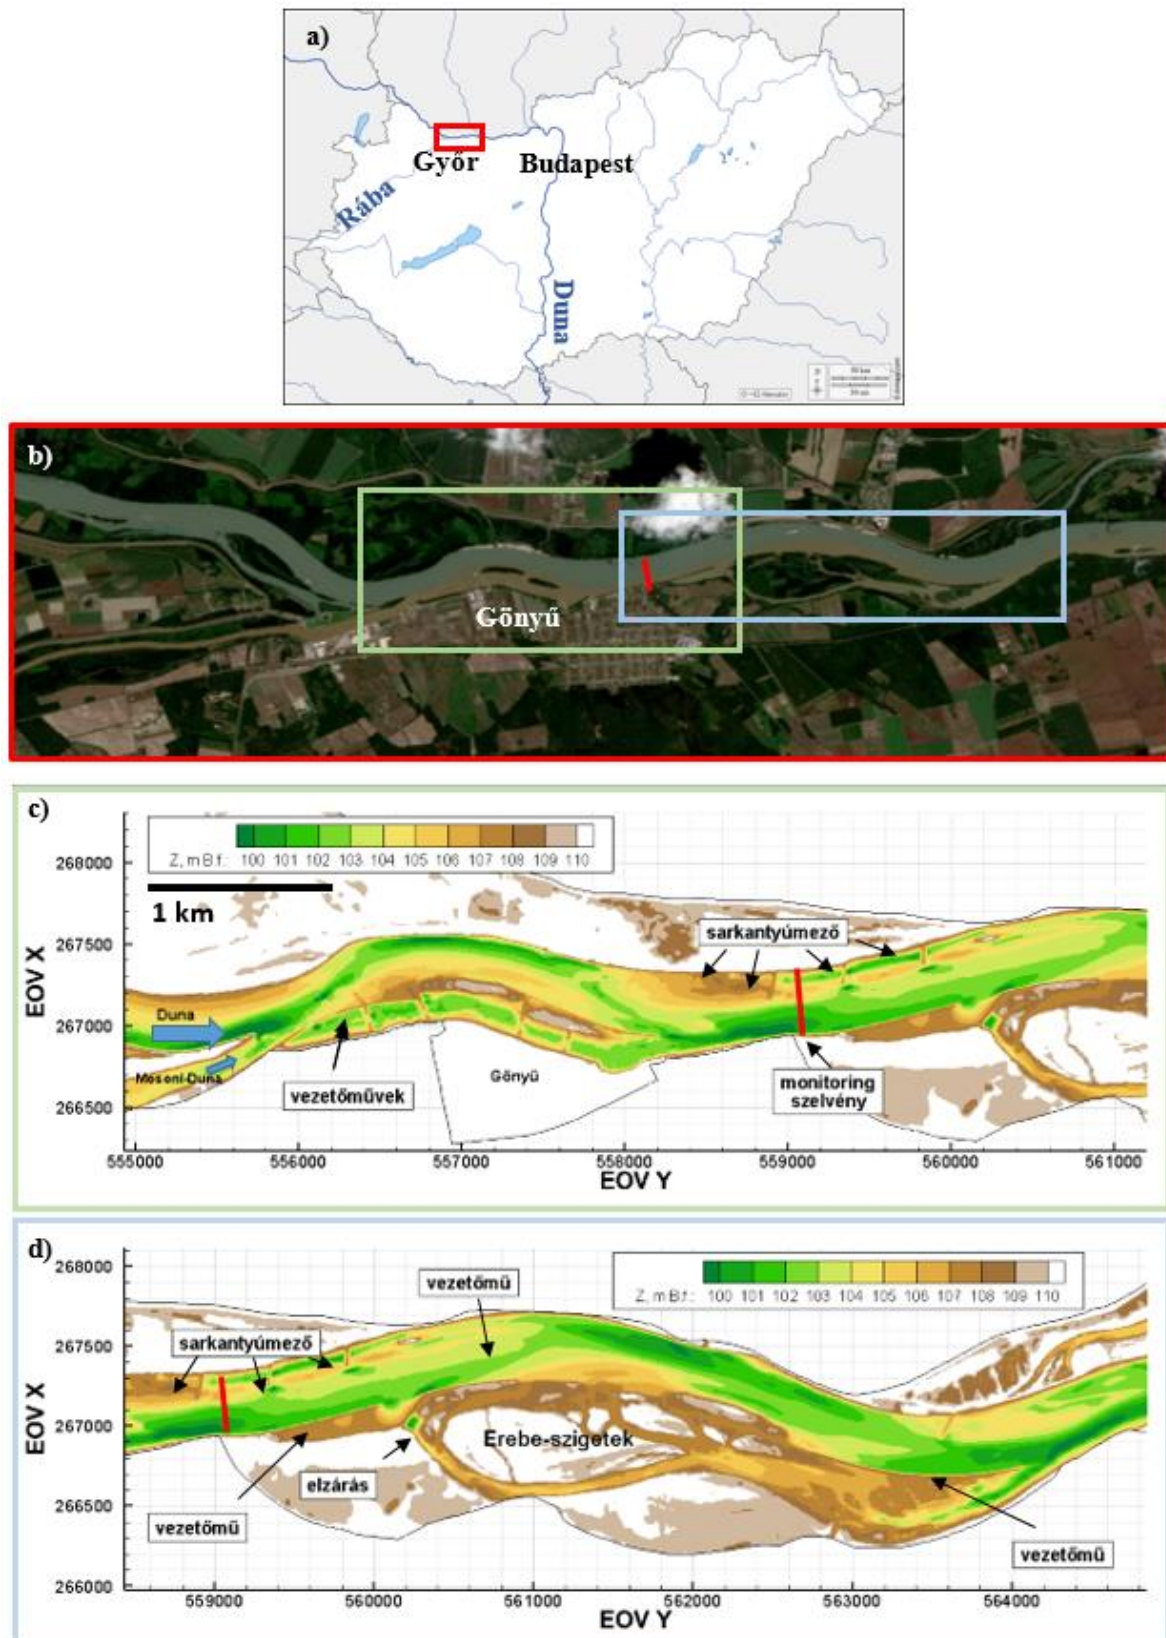 a)
Győr
Budapest
Rába
Duna
b)
Gönyű
c)
Z, m B.f.: 100 101 102 103 104 105 106 107 108 109 110
1 km
268000
267500
267000
266500
EOV X
sarkantyúmező
Duna
Mosoni-Duna
vezetőművek
Gönyű
monitoring
szelvény
555000 556000 557000 558000 559000 560000 561000
EOV Y
d)
268000
267500
267000
266500
266000
EOV X
vezetőmű
Z, m B.f.: 100 101 102 103 104 105 106 107 108 109 110
sarkantyúmező
Erebe-szigetek
elzárás
vezetőmű
vezetőmű
559000 560000 561000 562000 563000 564000
EOV Y